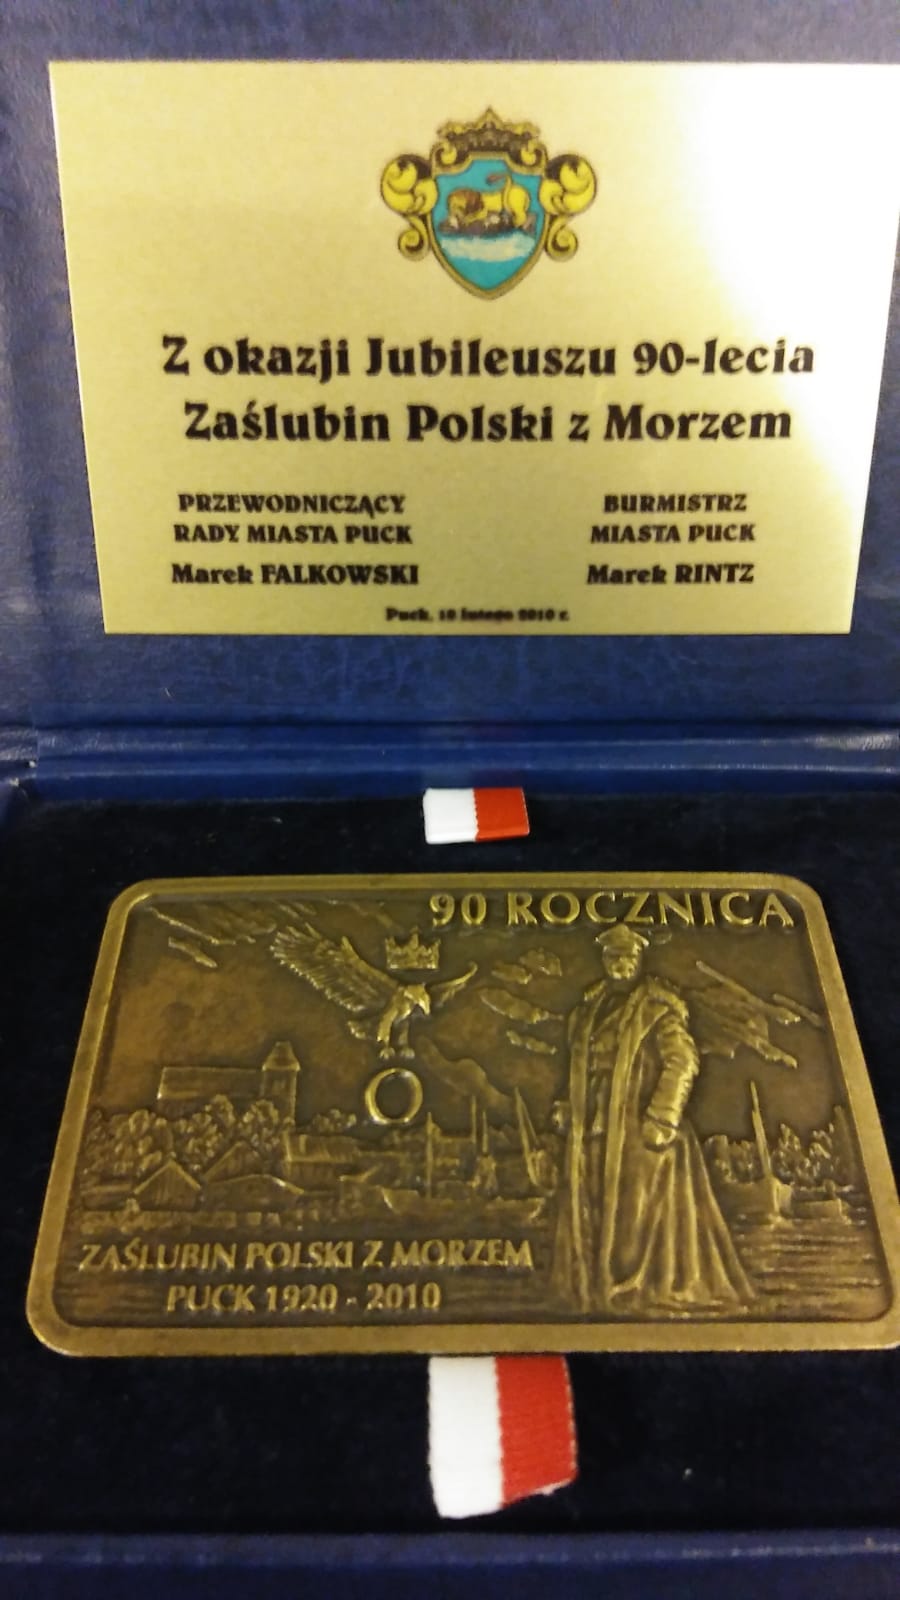 Z okazji Jubileuszu 90-lecia
Zaślubin Polski z Morzem
PRZEWODNICZĄCY
RADY MIASTA PUCK
Marek FALKOWSKI
BURMISTRZ
MIASTA PUCK
Marek RINTZ
Puck, 10 lutego 2010 r.
90 ROCZNICA
ZAŚLUBIN POLSKI Z MORZEM
PUCK 1920 - 2010